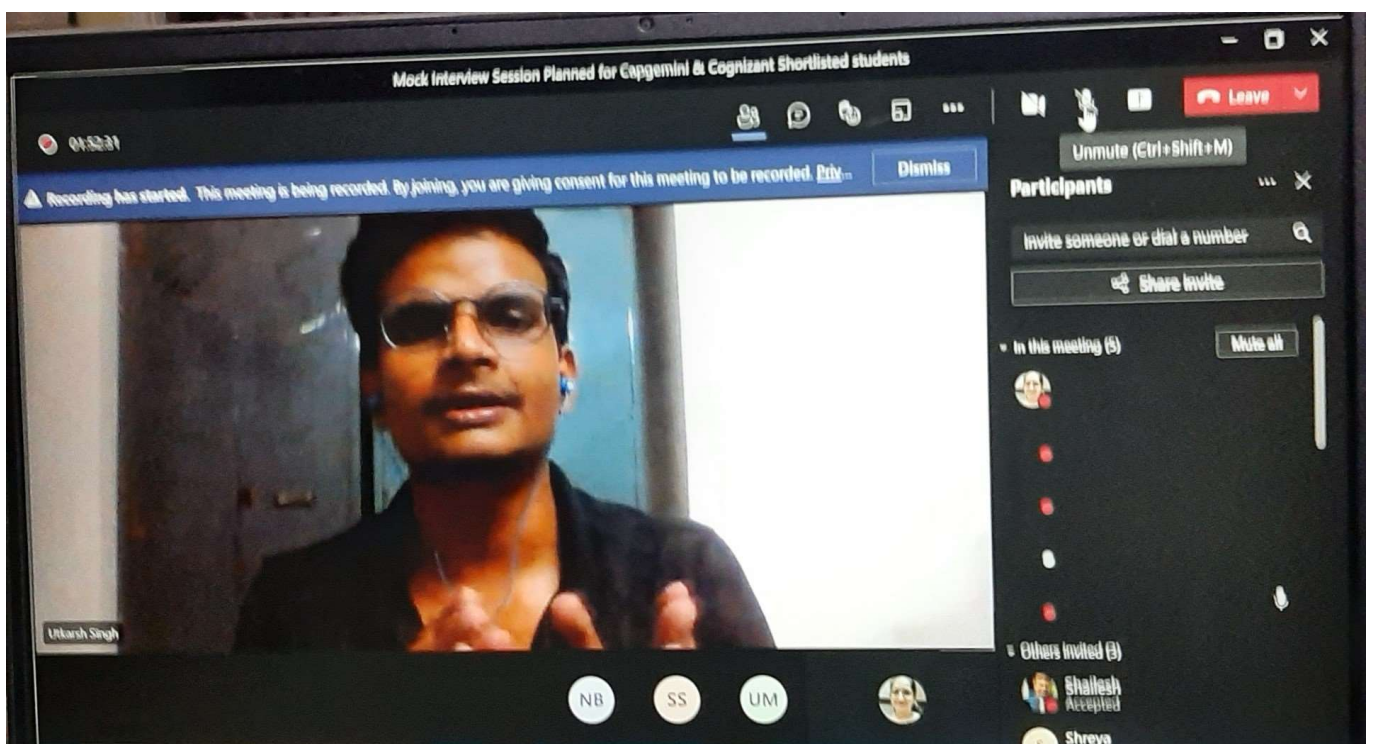 Mock Interview Session Planned for Capgemini & Cognizant Shortlisted students
01:52:31
Leave
Unmute (Ctrl+Shift+M)
Recording has started. This meeting is being recorded. By joining, you are giving consent for this meeting to be recorded. Priv...
Dismiss
Participants
Invite someone or dial a number
Share invite
In this meeting (5)
Mute all
Utkarsh Singh
Others invited (3)
Shailesh
Accepted
NB
SS
UM
S
Shreya